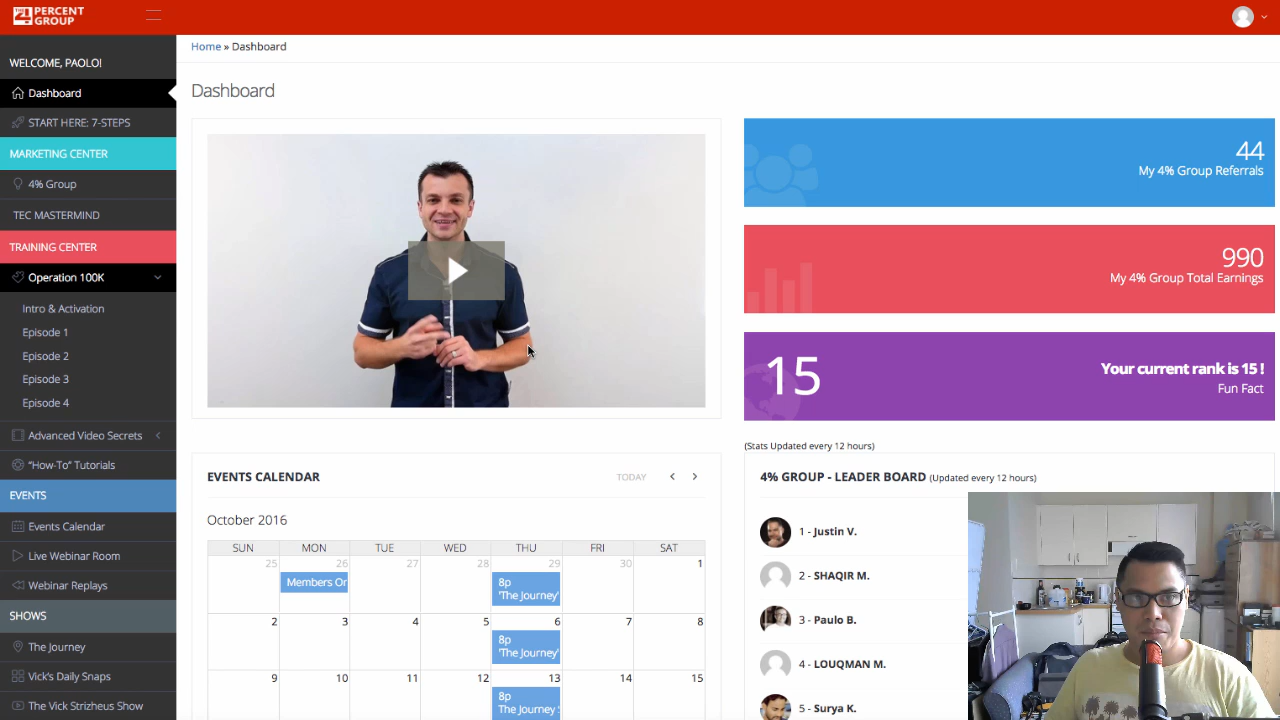 THE 4 PERCENT
GROUP
Home » Dashboard
WELCOME, PAOLO!
Dashboard
START HERE: 7-STEPS
MARKETING CENTER
4% Group
TEC MASTERMIND
TRAINING CENTER
Operation 100K
Intro & Activation
Episode 1
Episode 2
Episode 3
Episode 4
Advanced Video Secrets
"How-To" Tutorials
EVENTS
Events Calendar
Live Webinar Room
Webinar Replays
SHOWS
The Journey
Vick's Daily Snaps
The Vick Strizheus Show
Dashboard
44
My 4% Group Referrals
990
My 4% Group Total Earnings
15
Your current rank is 15 !
Fun Fact
(Stats Updated every 12 hours)
EVENTS CALENDAR
TODAY
October 2016
SUN MON TUE WED THU FRI SAT
25 26 27 28 29 30 1
Members Or
8p
'The Journey'
2 3 4 5 6 7 8
8p
'The Journey'
9 10 11 12 13 14 15
8p
'The Journey S
4% GROUP - LEADER BOARD (Updated every 12 hours)
1 - Justin V.
2 - SHAQIR M.
3 - Paulo B.
4 - LOUQMAN M.
5 - Surya K.